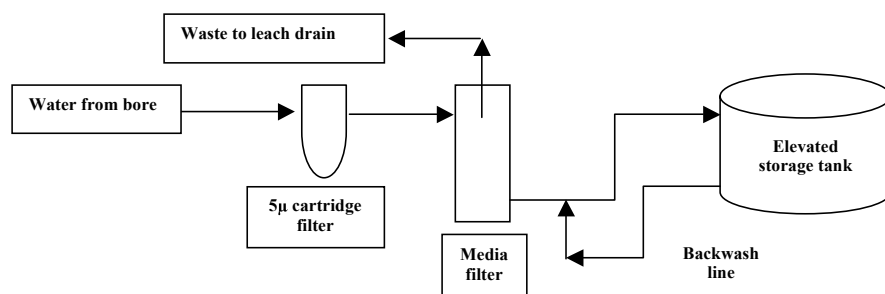 Waste to leach drain
Water from bore
Elevated
storage tank
5µ cartridge
filter
Media
filter
Backwash
line